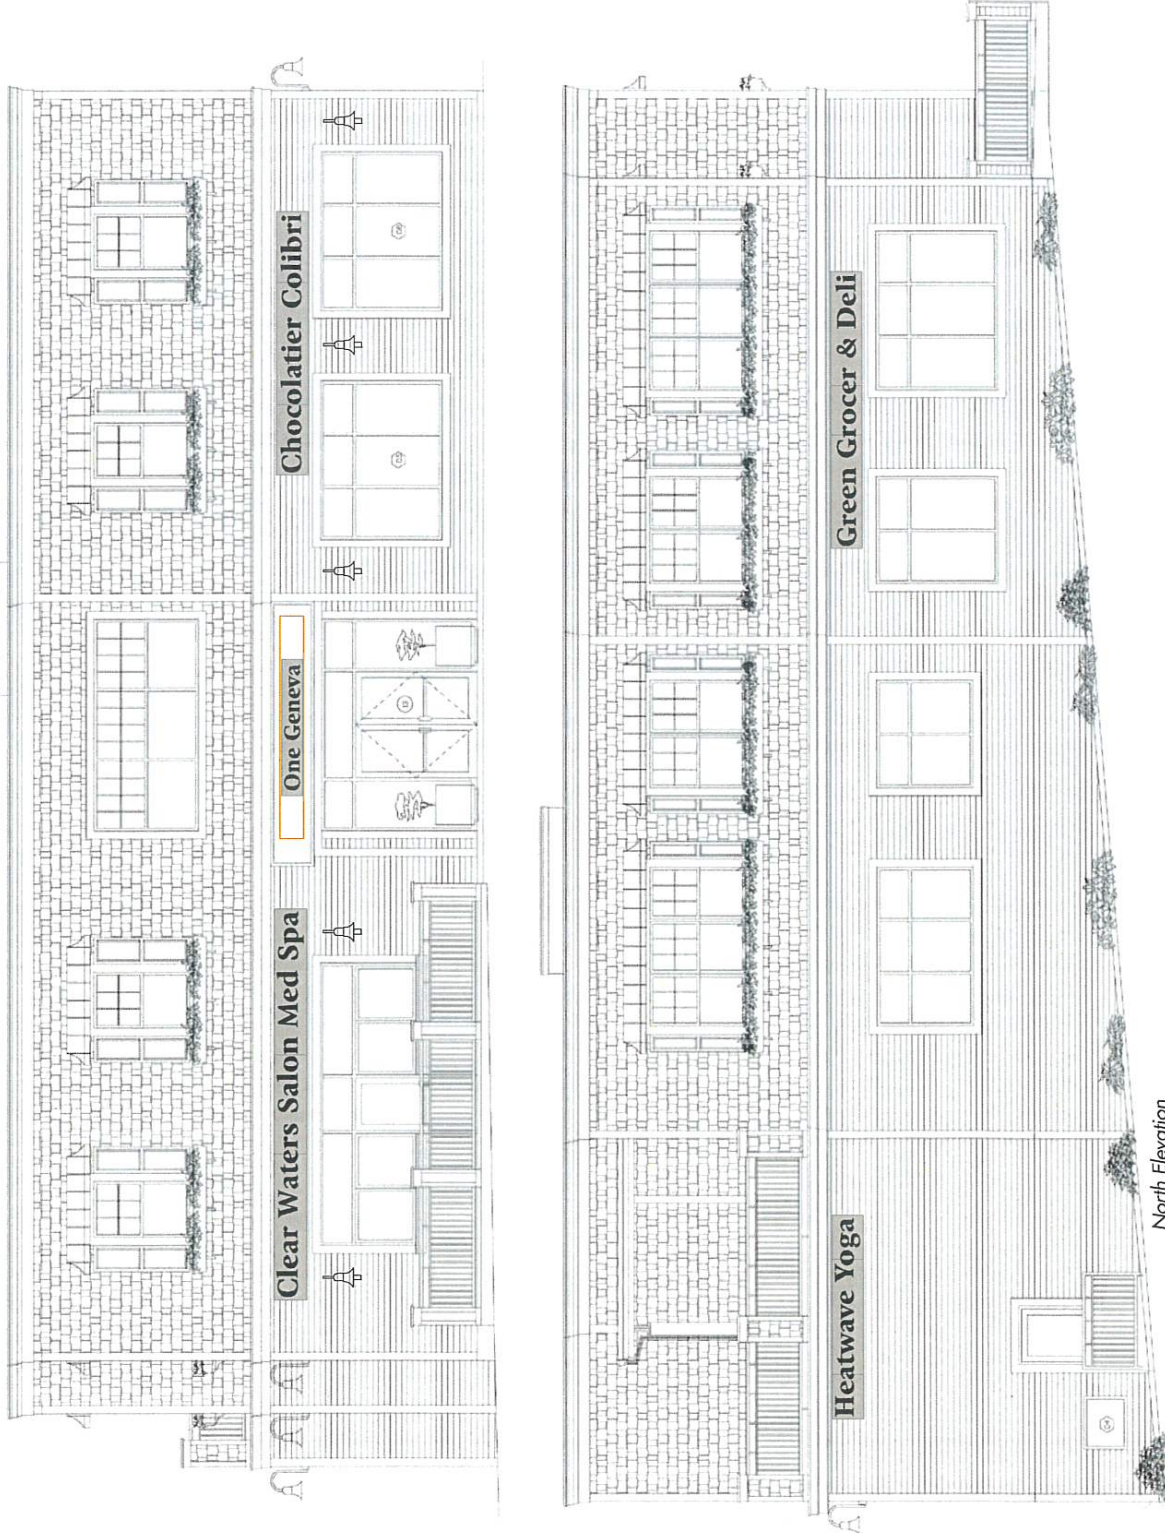 Clear Waters Salon Med Spa
One Geneva
Chocolatier Colibri
Heatwave Yoga
Green Grocer & Deli
North Elevation